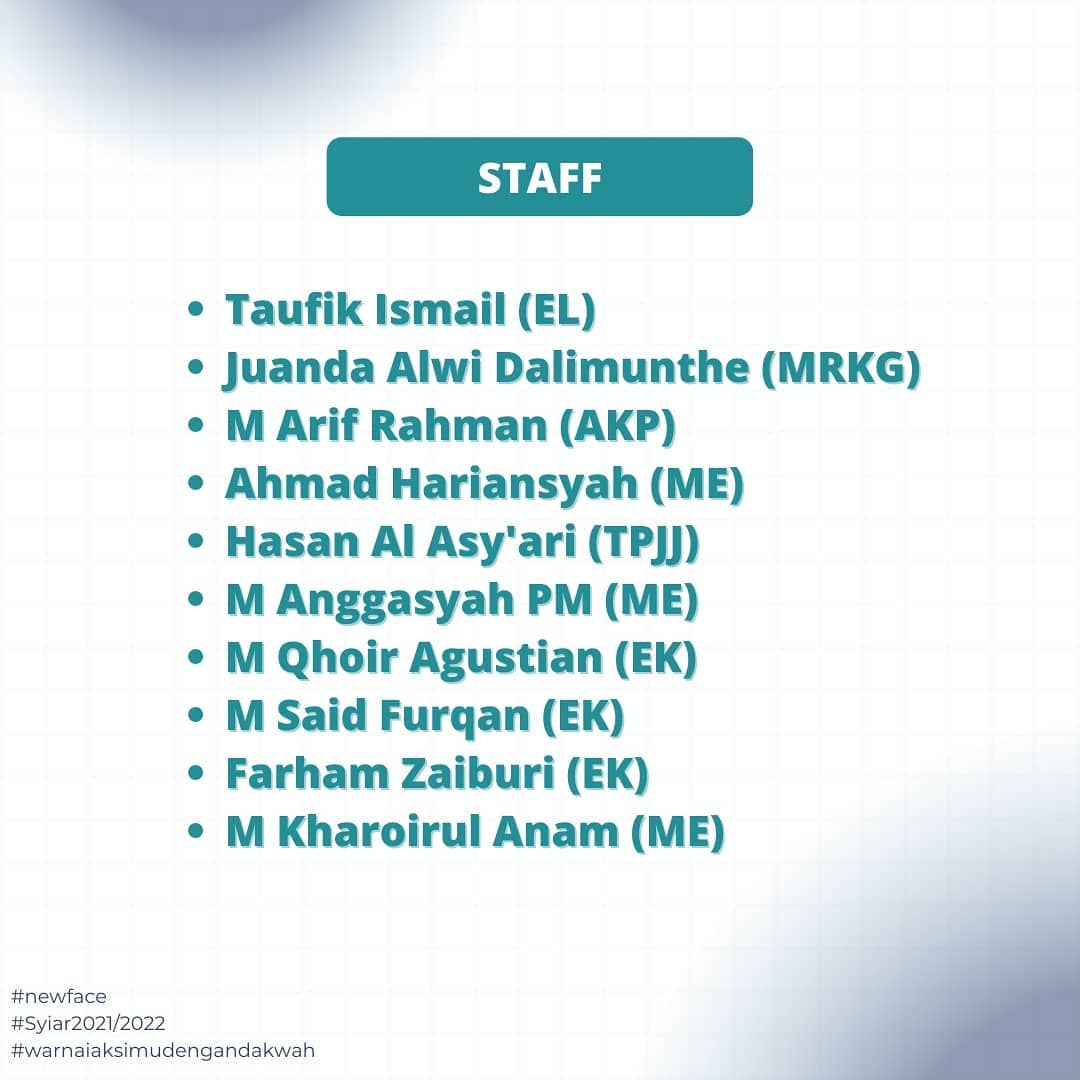 STAFF
• Taufik Ismail (EL)
• Juanda Alwi Dalimunthe (MRKG)
• M Arif Rahman (AKP)
• Ahmad Hariansyah (ME)
• Hasan Al Asy'ari (TPJJ)
• M Anggasyah PM (ME)
• M Qhoir Agustian (EK)
• M Said Furqan (EK)
• Farham Zaiburi (EK)
• M Kharoirul Anam (ME)
#newface
#Syiar2021/2022
#warnaiaksimudengandakwah